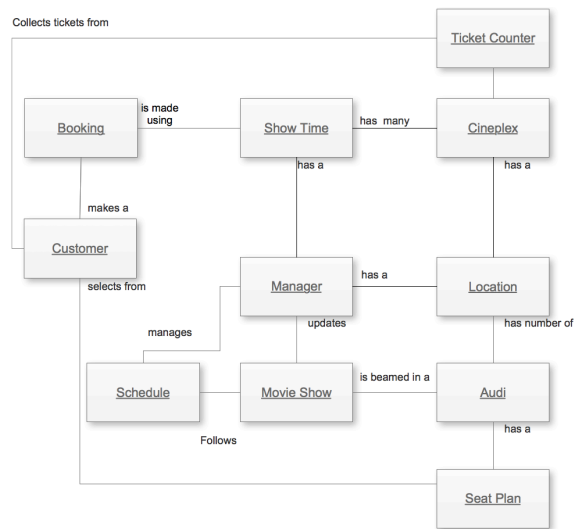 Collects tickets from
Ticket Counter
Booking
is made
using
Show Time
has  many
Cineplex
has a
has a
makes a
Customer
selects from
Manager
has a
Location
manages
updates
has number of
Schedule
Movie Show
is beamed in a
Audi
Follows
has a
Seat Plan